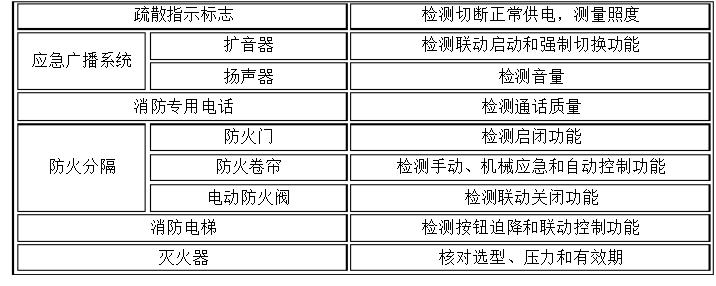 疏散指示标志 检测切断正常供电，测量照度
应急广播系统 扩音器 检测联动启动和强制切换功能
扬声器 检测音量
消防专用电话 检测通话质量
防火分隔 防火门 检测启闭功能
防火卷帘 检测手动、机械应急和自动控制功能
电动防火阀 检测联动关闭功能
消防电梯 检测按钮迫降和联动控制功能
灭火器 核对选型、压力和有效期